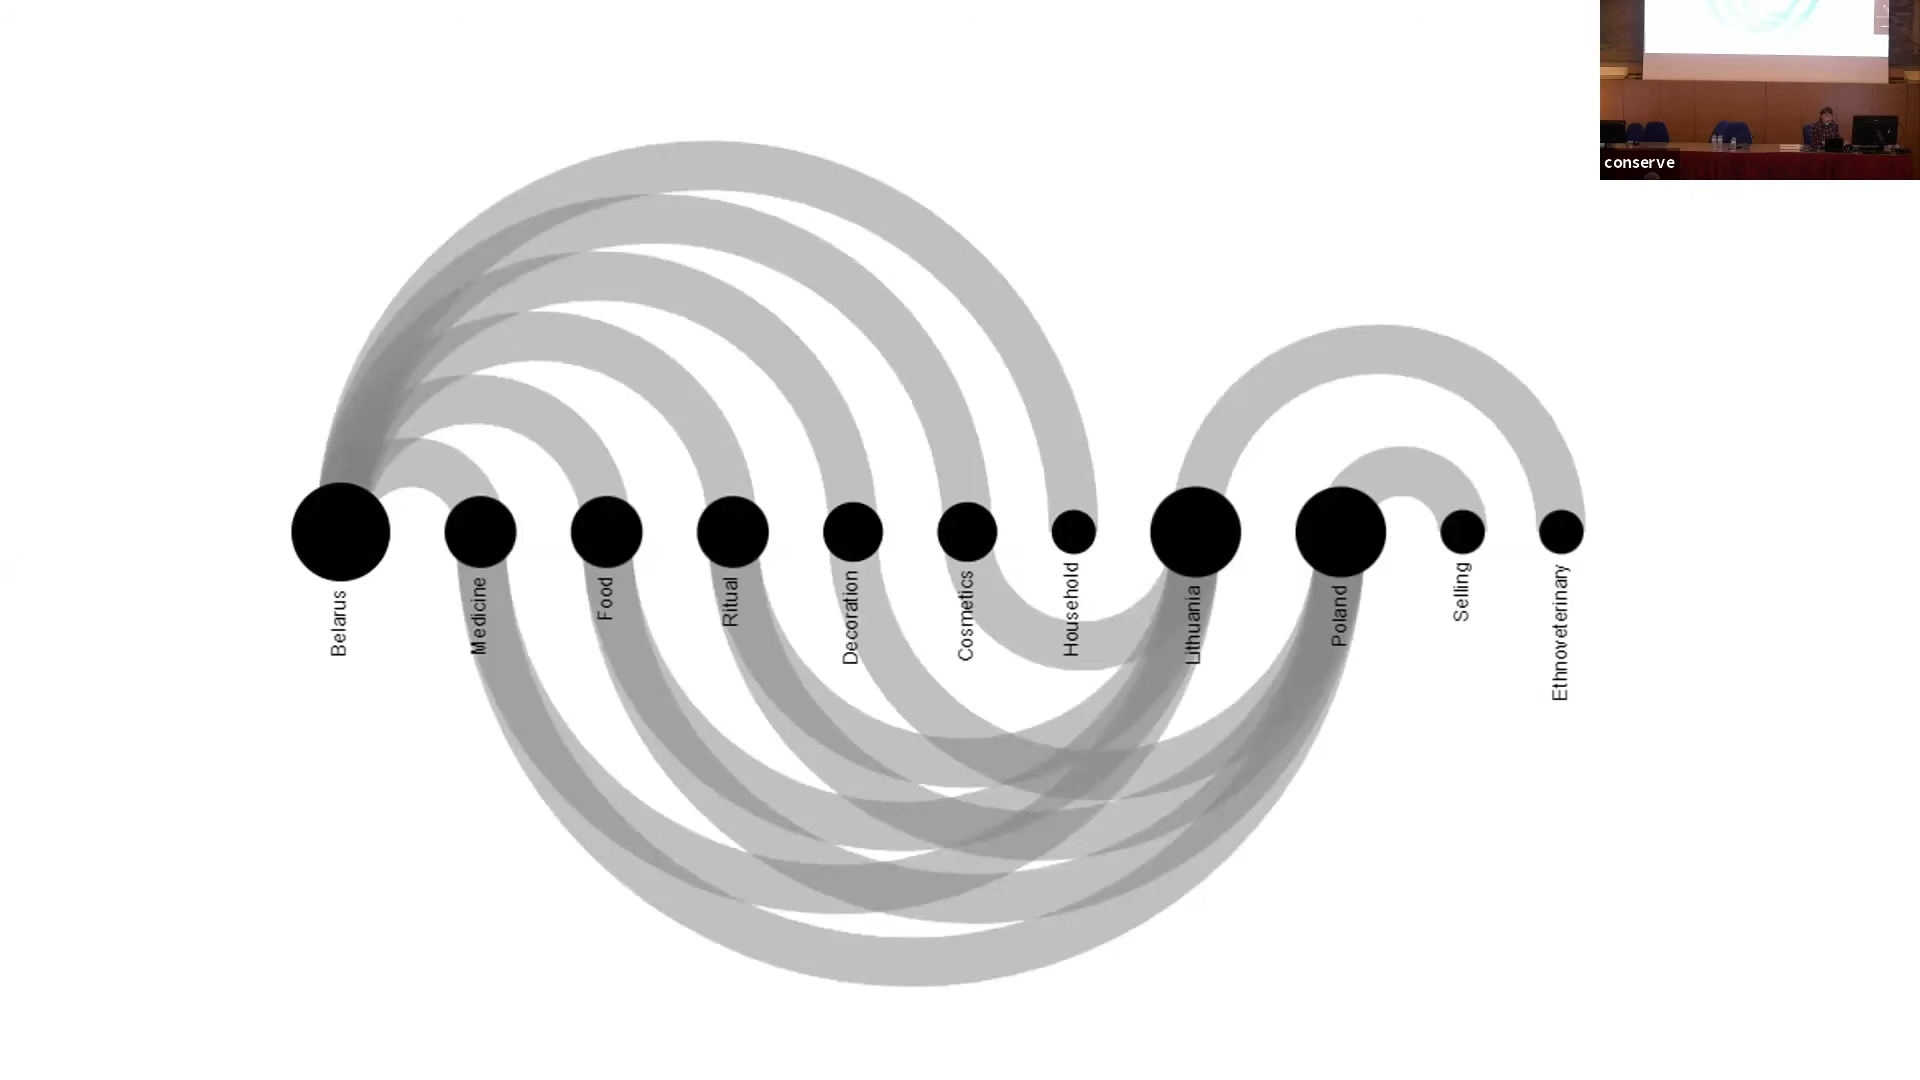 conserve
Belarus
Medicine
Food
Ritual
Decoration
Cosmetics
Household
Lithuania
Poland
Selling
Ethnoveterinary